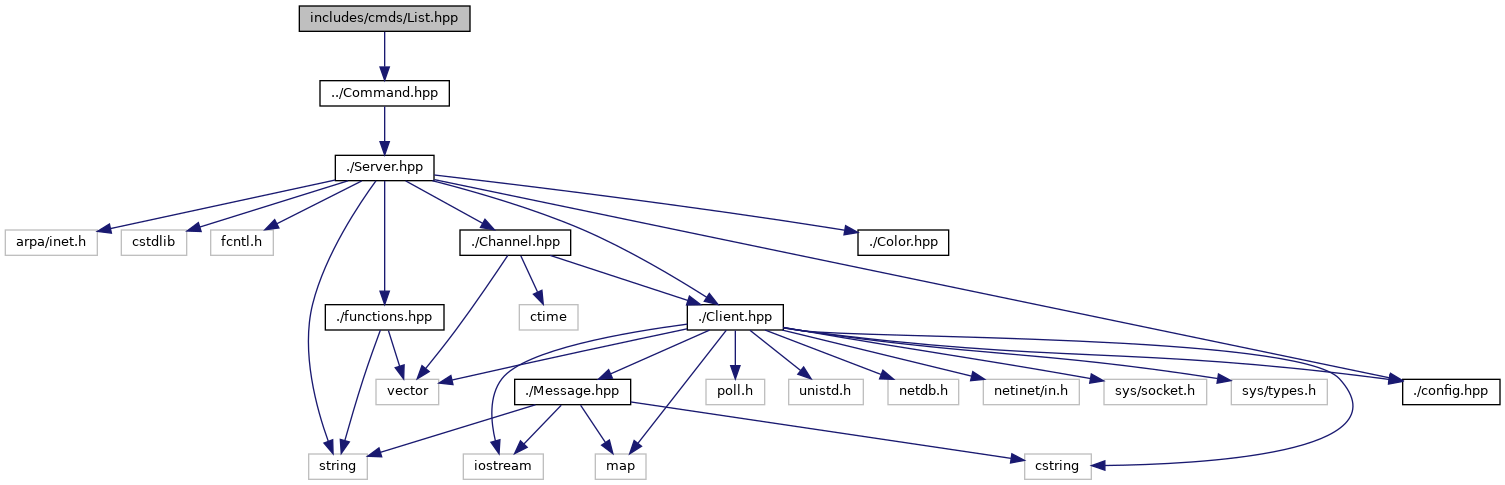 includes/cmds/List.hpp
../Command.hpp
./Server.hpp
arpa/inet.h
cstdlib
fcntl.h
./Channel.hpp
./Color.hpp
./functions.hpp
ctime
./Client.hpp
vector
./Message.hpp
poll.h
unistd.h
netdb.h
netinet/in.h
sys/socket.h
sys/types.h
./config.hpp
string
iostream
map
cstring